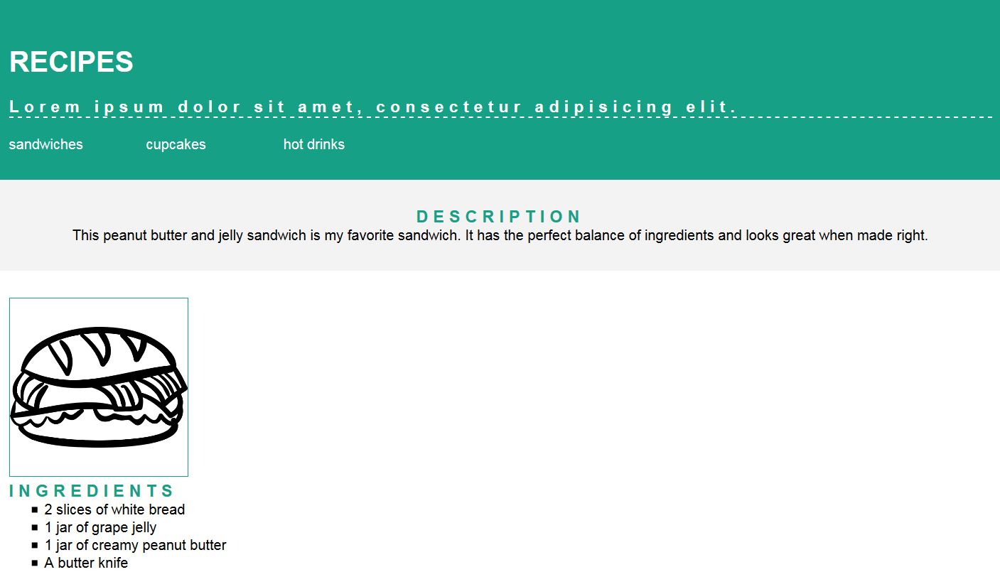 RECIPES
Lorem ipsum dolor sit amet, consectetur adipisicing elit.
sandwiches cupcakes hot drinks
DESCRIPTION
This peanut butter and jelly sandwich is my favorite sandwich. It has the perfect balance of ingredients and looks great when made right.
INGREDIENTS
2 slices of white bread
1 jar of grape jelly
1 jar of creamy peanut butter
A butter knife